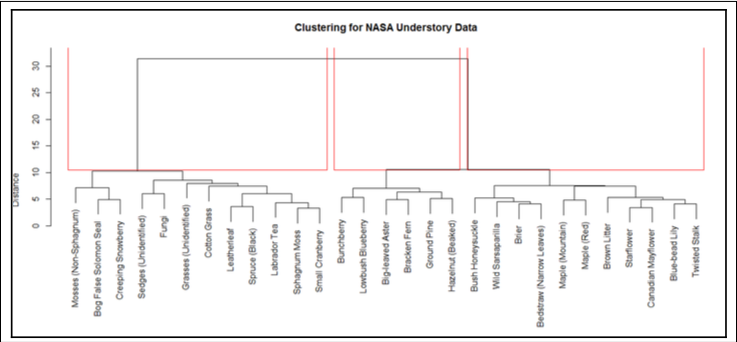 Clustering for NASA Understory Data
Distance
30
25
20
15
10
5
0
Mosses (Non-Sphagnum)
Bog False Solomon Seal
Creeping Snowberry
Sedges (Unidentified)
Fungi
Grasses (Unidentified)
Cotton Grass
Leatherleaf
Spruce (Black)
Labrador Tea
Sphagnum Moss
Small Cranberry
Bunchberry
Lowbush Blueberry
Big-leaved Aster
Bracken Fern
Ground Pine
Hazelnut (Beaked)
Bush Honeysuckle
Wild Sarsaparilla
Brier
Bedstraw (Narrow Leaves)
Maple (Mountain)
Maple (Red)
Brown Litter
Starflower
Canadian Mayflower
Blue-bead Lily
Twisted Stalk